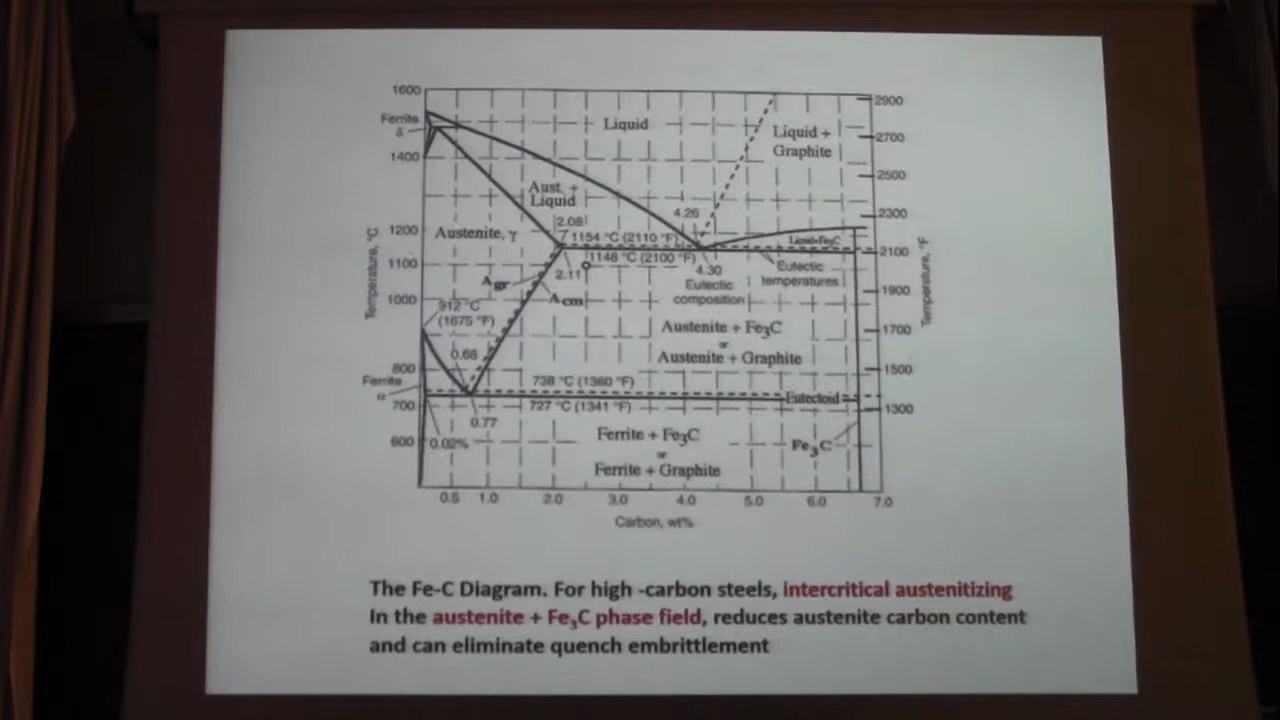 1600
2900
Ferrite
δ
Liquid
Liquid +
Graphite
2700
1400
2500
Aust. +
Liquid
2.08
4.26
2300
1200
Austenite, γ
1154 °C (2110 °F)
Liquid+Fe3C
2100
1148 °C (2100 °F)
Temperature, °C
1100
2.11
4.30
Eutectic
temperatures
Temperature, °F
Agr
Acm
Eutectic
composition
1900
1000
912 °C
(1675 °F)
Austenite + Fe3C
or
Austenite + Graphite
1700
0.68
800
1500
Ferrite
α
738 °C (1360 °F)
700
727 °C (1341 °F)
Eutectoid
1300
0.77
600
0.02%
Ferrite + Fe3C
or
Ferrite + Graphite
Fe3C
0.5 1.0 2.0 3.0 4.0 5.0 6.0 7.0
Carbon, wt%
The Fe-C Diagram. For high -carbon steels, intercritical austenitizing
In the austenite + Fe3C phase field, reduces austenite carbon content
and can eliminate quench embrittlement